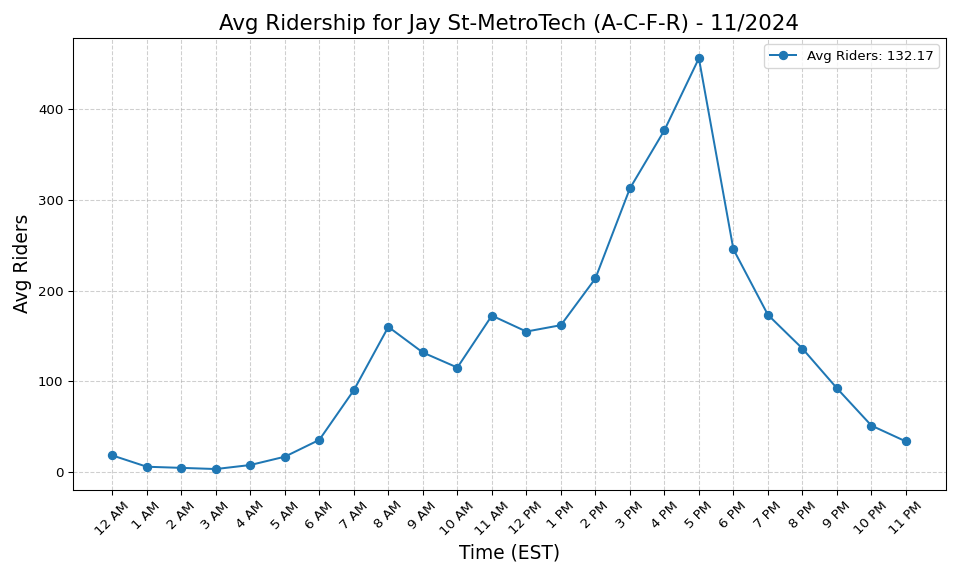 Avg Ridership for Jay St-MetroTech (A-C-F-R) - 11/2024
Avg Riders: 132.17
Avg Riders
400
300
200
100
0
12 AM
1 AM
2 AM
3 AM
4 AM
5 AM
6 AM
7 AM
8 AM
9 AM
10 AM
11 AM
12 PM
1 PM
2 PM
3 PM
4 PM
5 PM
6 PM
7 PM
8 PM
9 PM
10 PM
11 PM
Time (EST)